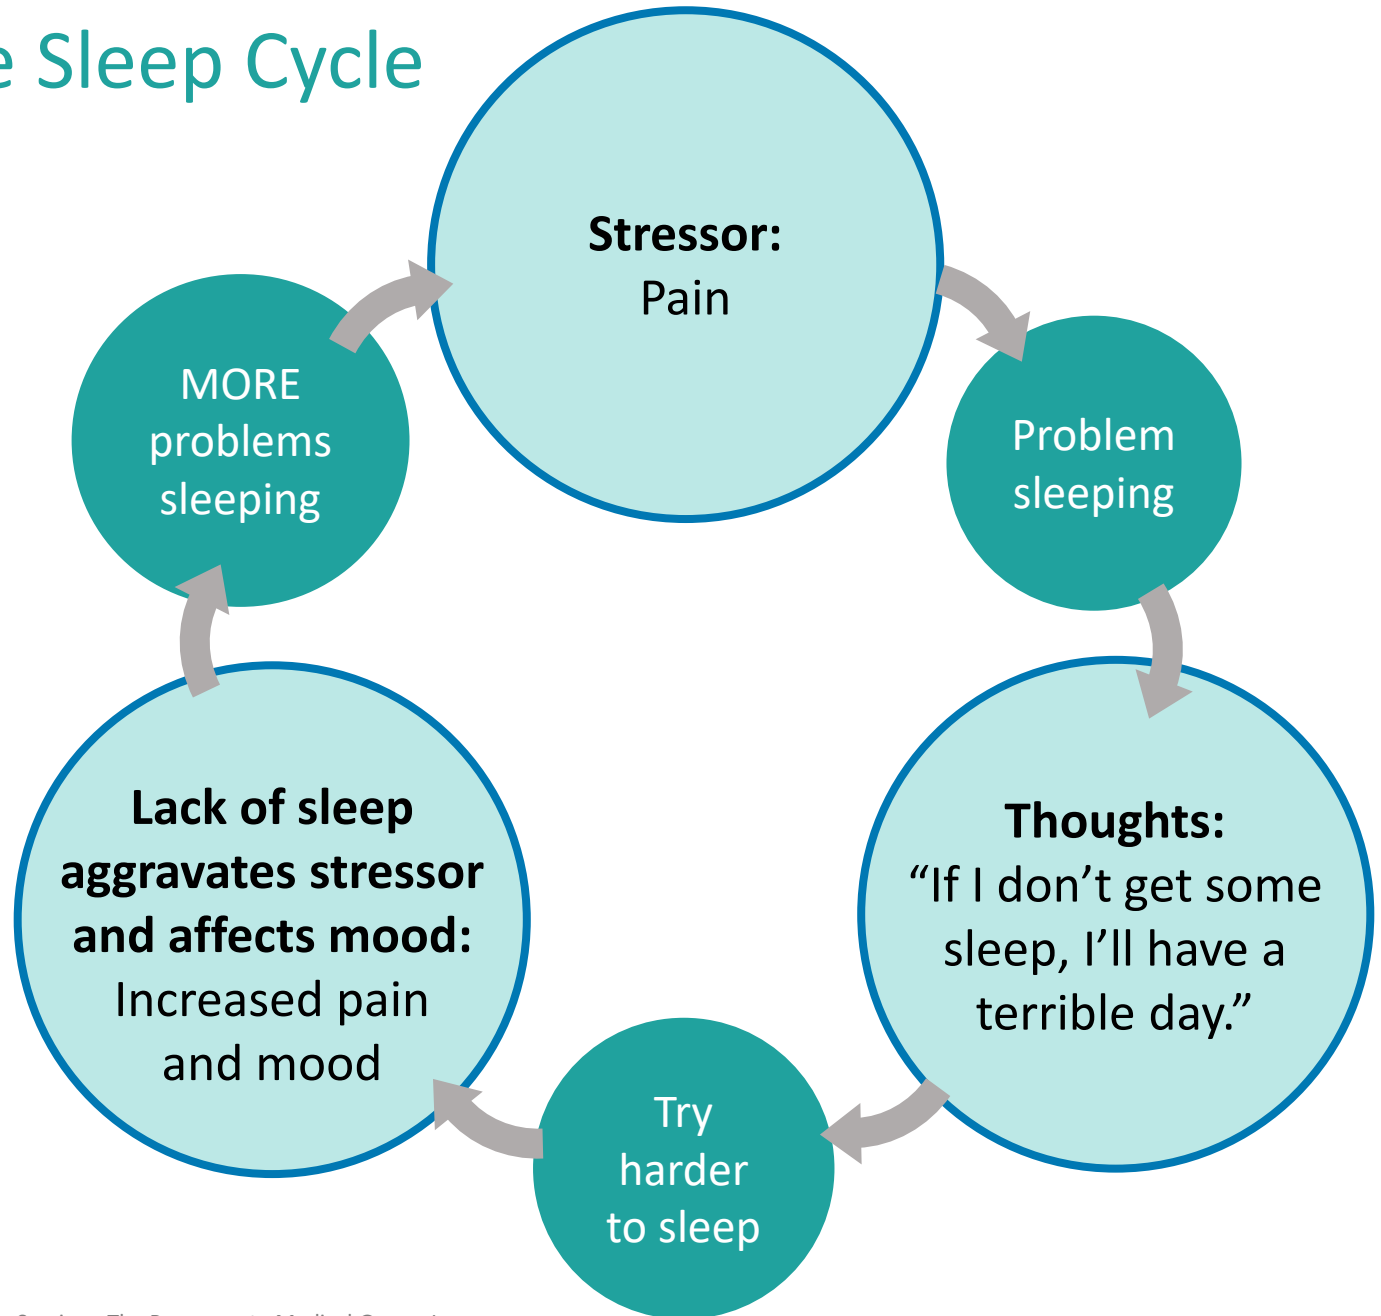 e Sleep Cycle
Stressor:
Pain
Problem
sleeping
Thoughts:
“If I don’t get some
sleep, I’ll have a
terrible day.”
Try
harder
to sleep
Lack of sleep
aggravates stressor
and affects mood:
Increased pain
and mood
MORE
problems
sleeping